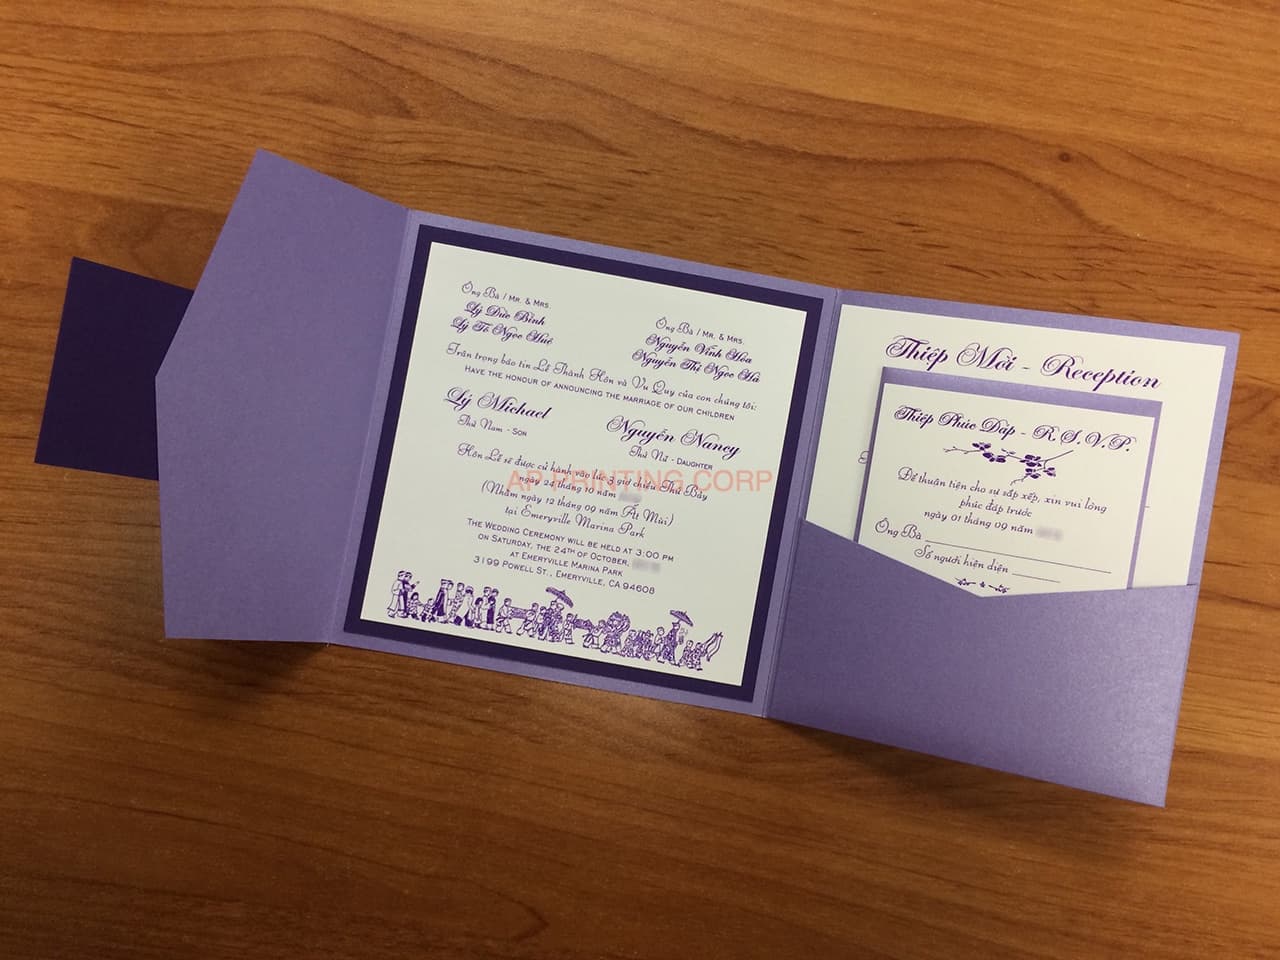 Ông Bà / Mr. & Mrs.
Lý Đức Bình
Lý Tô Ngọc Huê
Ông Bà / Mr. & Mrs.
Nguyễn Vĩnh Hòa
Nguyễn Thị Ngọc Hà
Trân trọng báo tin Lễ Thành Hôn và Vu Quy của con chúng tôi:
Have the honour of announcing the marriage of our children
Lý Michael
Thứ Nam - Son
Nguyễn Nancy
Thứ Nữ - Daughter
Hôn Lễ sẽ được cử hành vào lúc 3 giờ chiều Thứ Bảy
ngày 24 tháng 10 năm
(Nhằm ngày 12 tháng 09 năm Ất Mùi)
tại Emeryville Marina Park
The Wedding Ceremony will be held at 3:00 pm
on Saturday, the 24th of October,
at Emeryville Marina Park
3199 Powell St., Emeryville, CA 94608
AP PRINTING CORP
Thiệp Mời - Reception
Thiệp Phúc Đáp - R.S.V.P.
Để thuận tiện cho sự sắp xếp, xin vui lòng
phúc đáp trước
ngày 01 tháng 09 năm
Ông Bà
Số người hiện diện